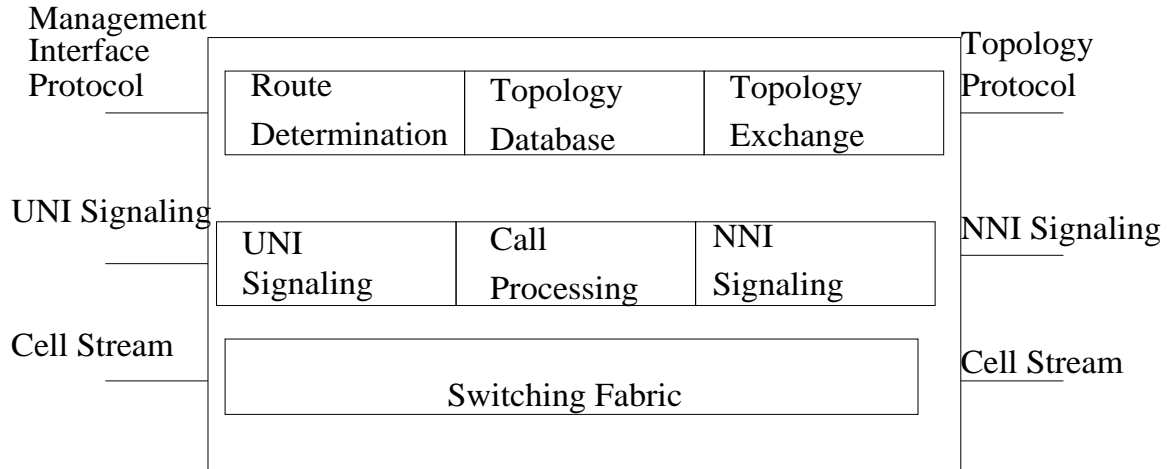 Management
Interface
Protocol
Topology
Protocol
Route
Determination
Topology
Database
Topology
Exchange
UNI Signaling
NNI Signaling
UNI
Signaling
Call
Processing
NNI
Signaling
Cell Stream
Cell Stream
Switching Fabric